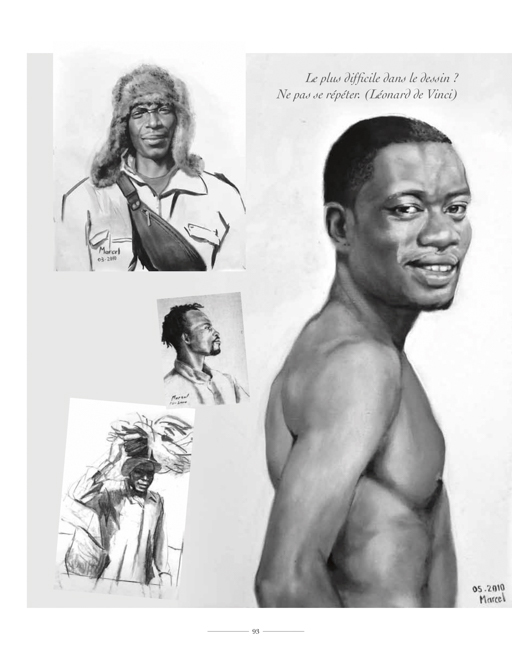 Le plus difficile dans le dessin ?
Ne pas se répéter. (Léonard de Vinci)
Marcel
05-2010
Marcel
05-2010
Marcel
93